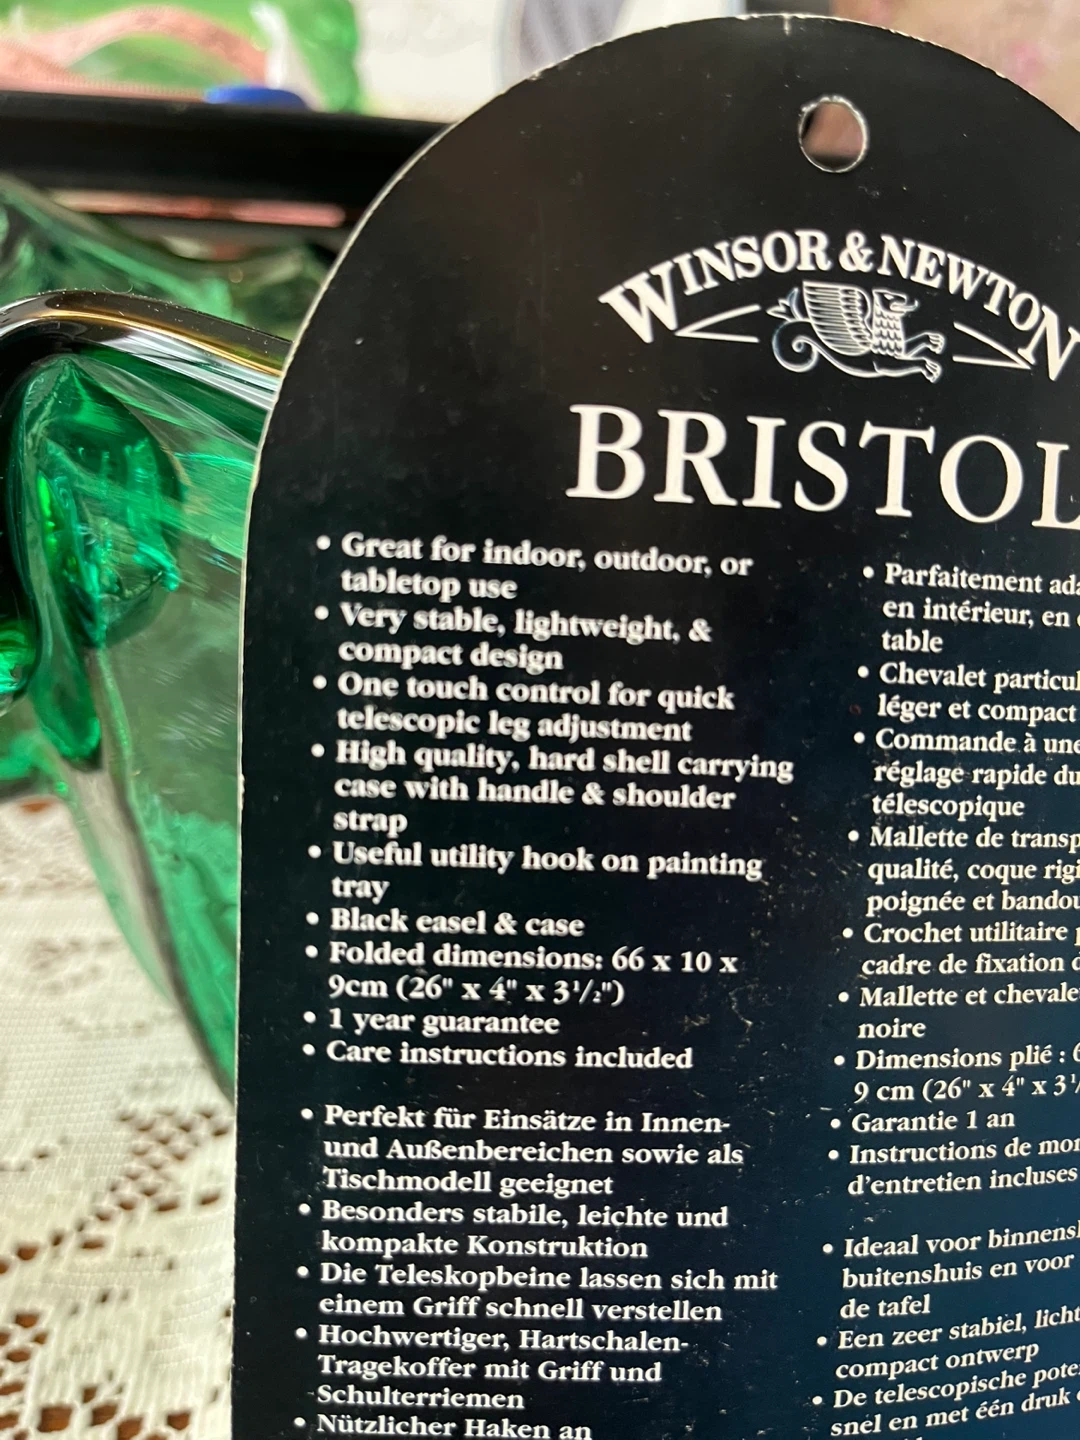 WINSOR & NEWTON
BRISTOL
• Great for indoor, outdoor, or
tabletop use
• Very stable, lightweight, &
compact design
• One touch control for quick
telescopic leg adjustment
• High quality, hard shell carrying
case with handle & shoulder
strap
• Useful utility hook on painting
tray
• Black easel & case
• Folded dimensions: 66 x 10 x
9cm (26" x 4" x 3½")
• 1 year guarantee
• Care instructions included
• Perfekt für Einsätze in Innen-
und Außenbereichen sowie als
Tischmodell geeignet
• Besonders stabile, leichte und
kompakte Konstruktion
• Die Teleskopbeine lassen sich mit
einem Griff schnell verstellen
• Hochwertiger, Hartschalen-
Tragekoffer mit Griff und
Schulterriemen
• Nützlicher Haken an
• Parfaitement
en intérieur, en
table
• Chevalet
léger et compact
• Commande à une
réglage rapide du
télescopique
• Mallette de
qualité, coque
poignée et
• Crochet utilitaire
cadre de fixation
• Mallette et
noire
• Dimensions plié :
9 cm (26" x 4" x
• Garantie 1 an
• Instructions de
d'entretien incluses
• Ideaal voor
buitenshuis en voor
de tafel
• Een zeer stabiel,
compact ontwerp
• De telescopische
snel en met één druk